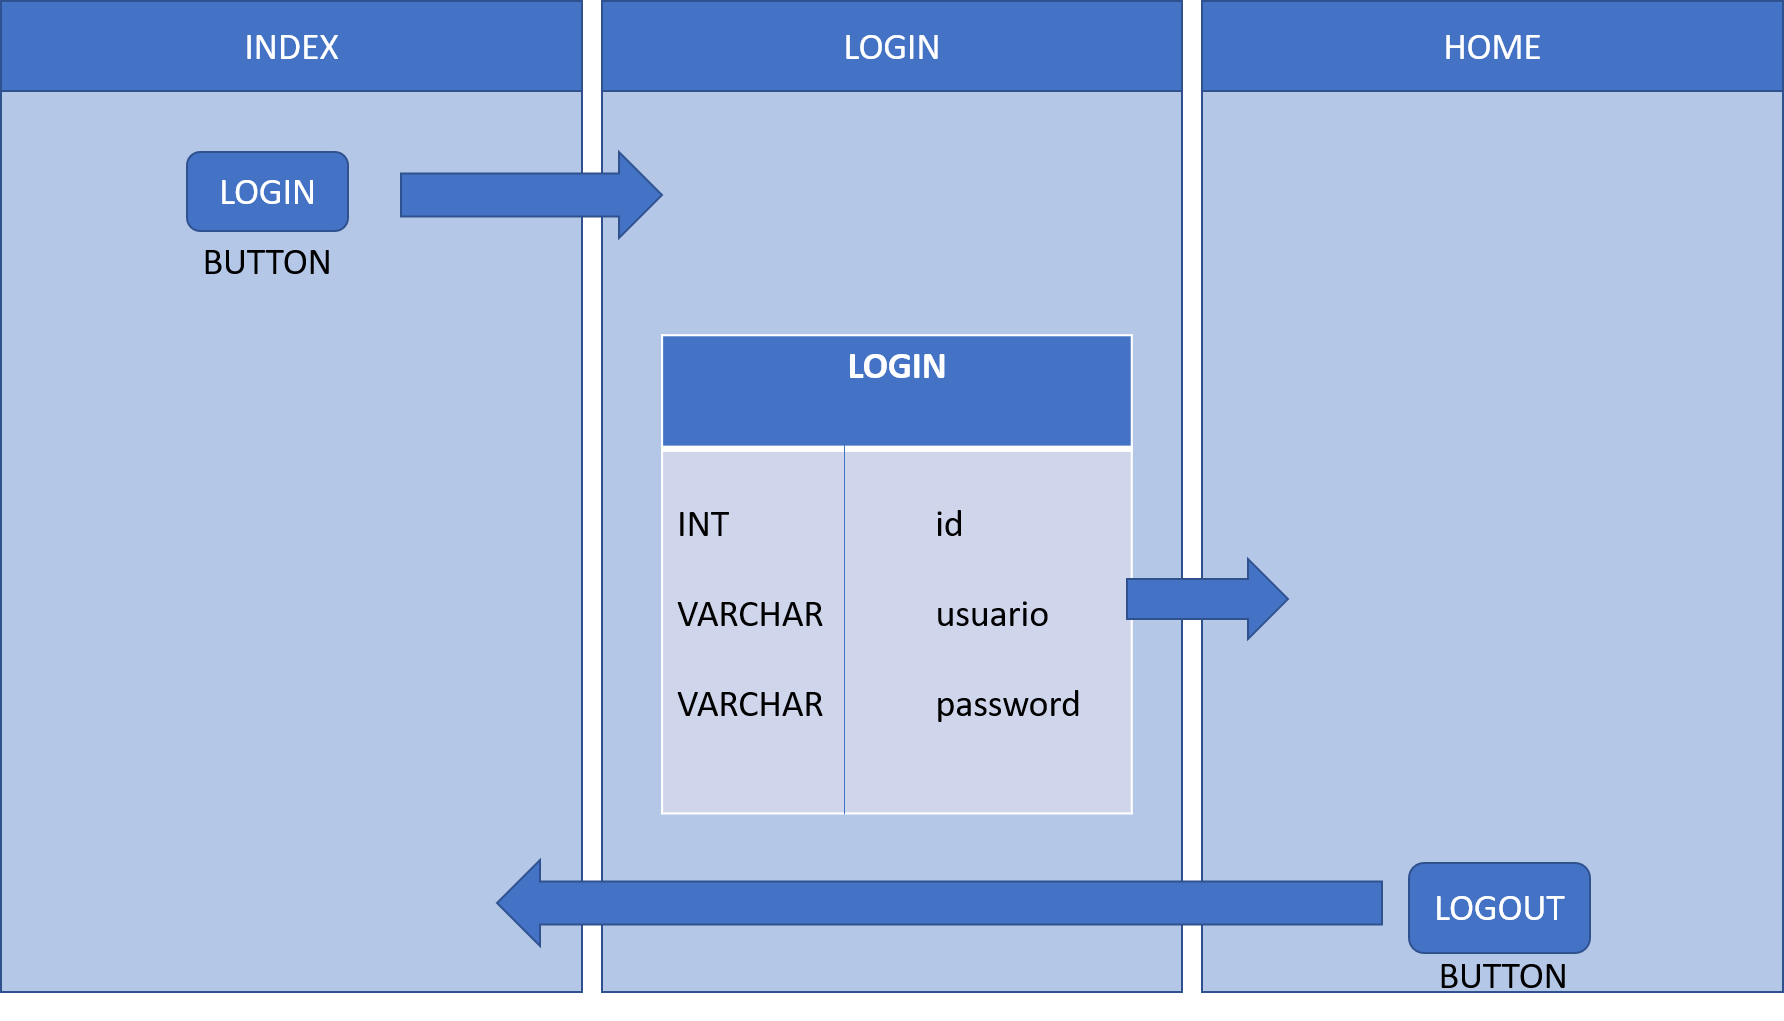 INDEX
LOGIN
HOME
LOGIN
BUTTON
LOGIN
INT id
VARCHAR usuario
VARCHAR password
LOGOUT
BUTTON